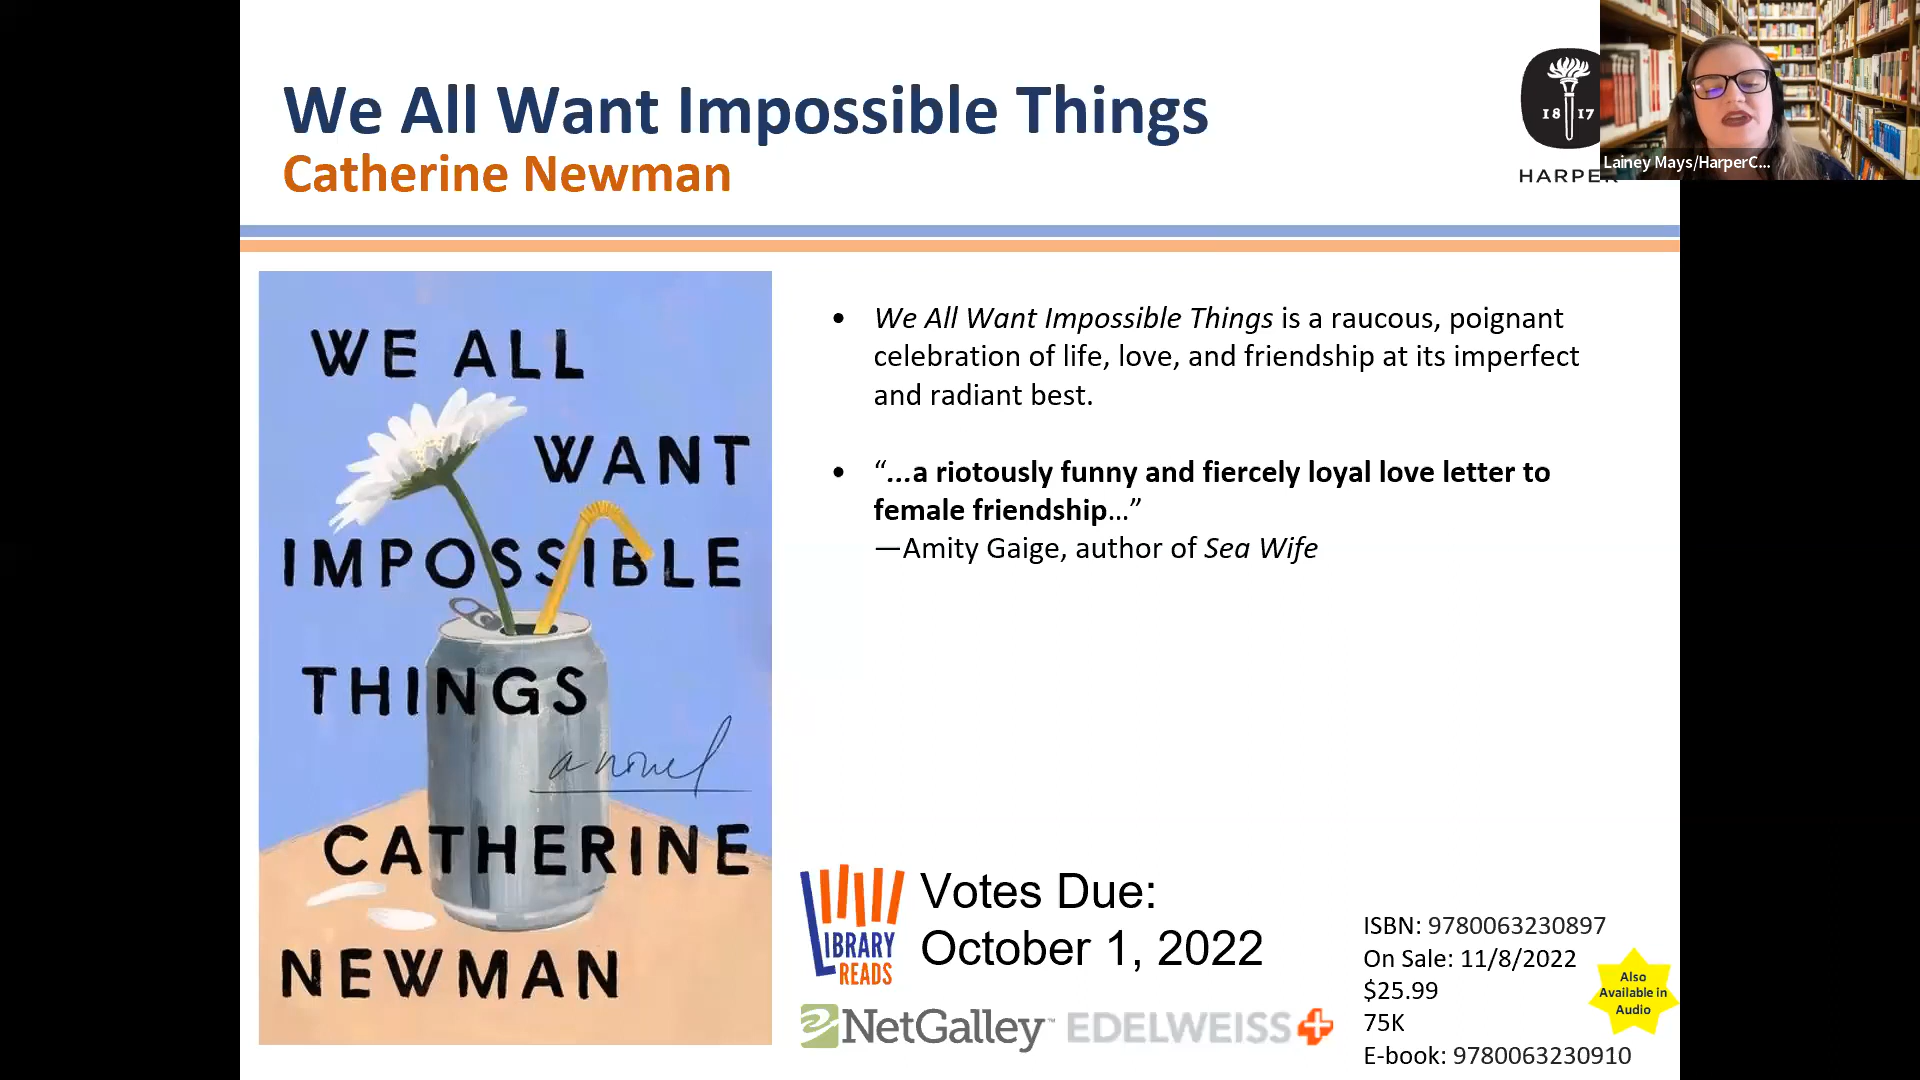 We All Want Impossible Things
Catherine Newman
18 17
HARPER
Lainey Mays/HarperC...
WE ALL
WANT
IMPOSSIBLE
THINGS
a novel
CATHERINE
NEWMAN
• We All Want Impossible Things is a raucous, poignant
celebration of life, love, and friendship at its imperfect
and radiant best.
• “...a riotously funny and fiercely loyal love letter to
female friendship…”
—Amity Gaige, author of Sea Wife
LIBRARY
READS
Votes Due:
October 1, 2022
NetGalley™
EDELWEISS
ISBN: 9780063230897
On Sale: 11/8/2022
$25.99
75K
E-book: 9780063230910
Also
Available in
Audio